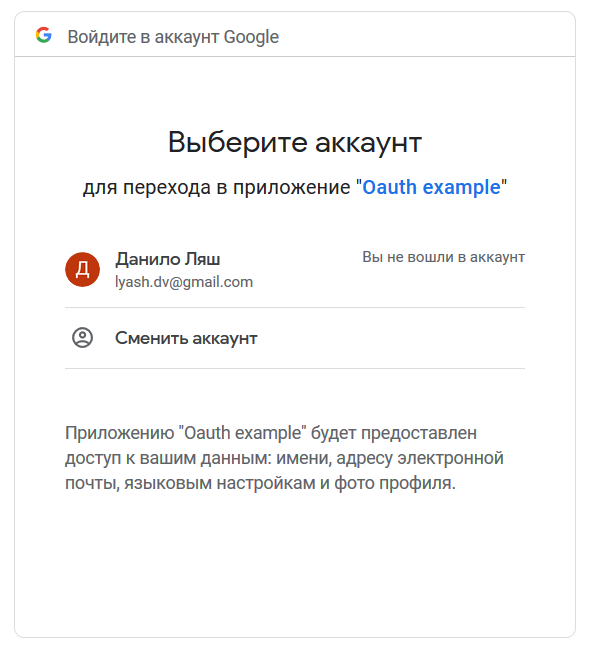 Войдите в аккаунт Google
Выберите аккаунт
для перехода в приложение "Oauth example"
Д
Данило Ляш
Вы не вошли в аккаунт
lyash.dv@gmail.com
Сменить аккаунт
Приложению "Oauth example" будет предоставлен
доступ к вашим данным: имени, адресу электронной
почты, языковым настройкам и фото профиля.